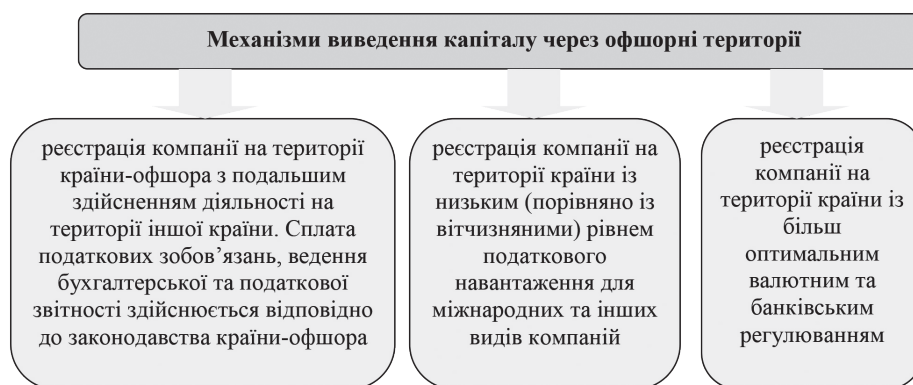 Механізми виведення капіталу через офшорні території
реєстрація компанії на території
країни-офшора з подальшим
здійсненням діяльності на
території іншої країни. Сплата
податкових зобов’язань, ведення
бухгалтерської та податкової
звітності здійснюється відповідно
до законодавства країни-офшора
реєстрація компанії на
території країни із
низьким (порівняно із
вітчизняними) рівнем
податкового
навантаження для
міжнародних та інших
видів компаній
реєстрація
компанії на
території країни із
більш
оптимальним
валютним та
банківським
регулюванням